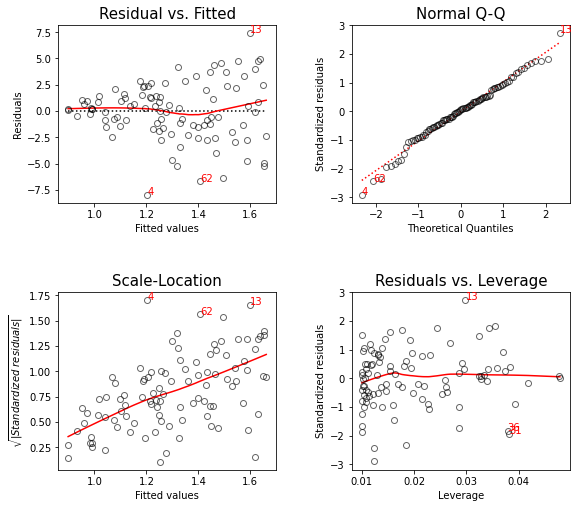 Residual vs. Fitted
13
7.5
5.0
2.5
0.0
−2.5
−5.0
−7.5
62
4
Residuals
1.0 1.2 1.4 1.6
Fitted values
Normal Q-Q
13
3
2
1
0
−1
−2
−3
62
4
Standardized residuals
−2 −1 0 1 2
Theoretical Quantiles
Scale-Location
1.75
1.50
1.25
1.00
0.75
0.50
0.25
4
62
13
√|Standardized residuals|
1.0 1.2 1.4 1.6
Fitted values
Residuals vs. Leverage
13
3
2
1
0
−1
−2
−3
Standardized residuals
0.01 0.02 0.03 0.04
Leverage